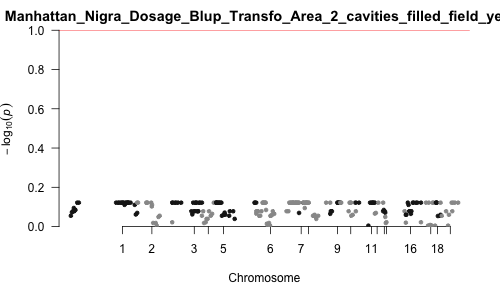 Manhattan_Nigra_Dosage_Blup_Transfo_Area_2_cavities_filled_field_ye
1.0
0.8
0.6
0.4
0.2
0.0
− log10(p)
1 2 3 5 6 7 9 11 16 18
Chromosome